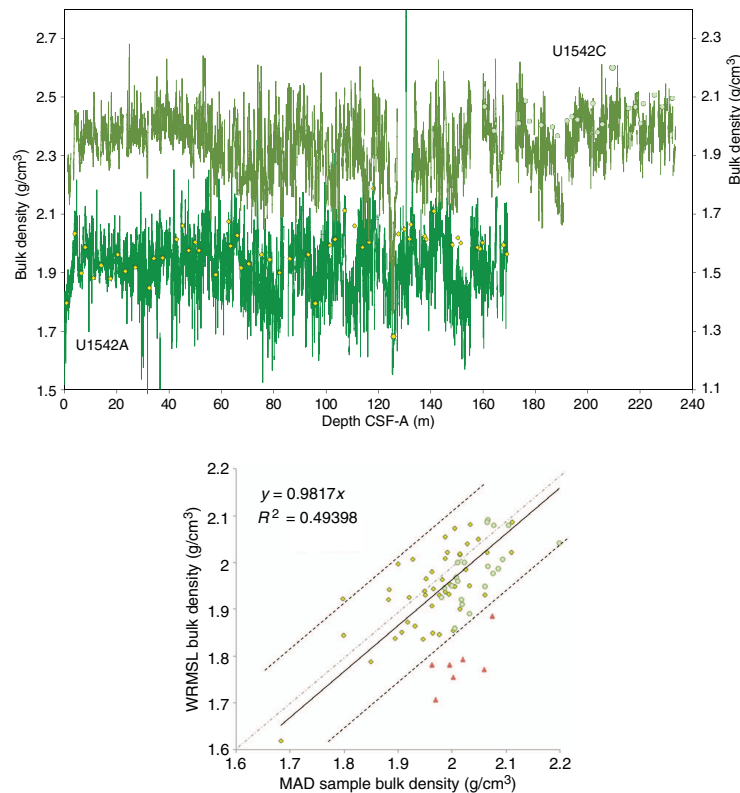 U1542C
Bulk density (g/cm³)
2.7
2.5
2.3
2.1
1.9
1.7
1.5
2.3
2.1
1.9
1.7
1.5
1.3
1.1
Bulk density (g/cm³)
U1542A
0 20 40 60 80 100 120 140 160 180 200 220 240
Depth CSF-A (m)
y = 0.9817x
R² = 0.49398
WRMSL bulk density (g/cm³)
2.2
2.1
2
1.9
1.8
1.7
1.6
1.6 1.7 1.8 1.9 2 2.1 2.2
MAD sample bulk density (g/cm³)